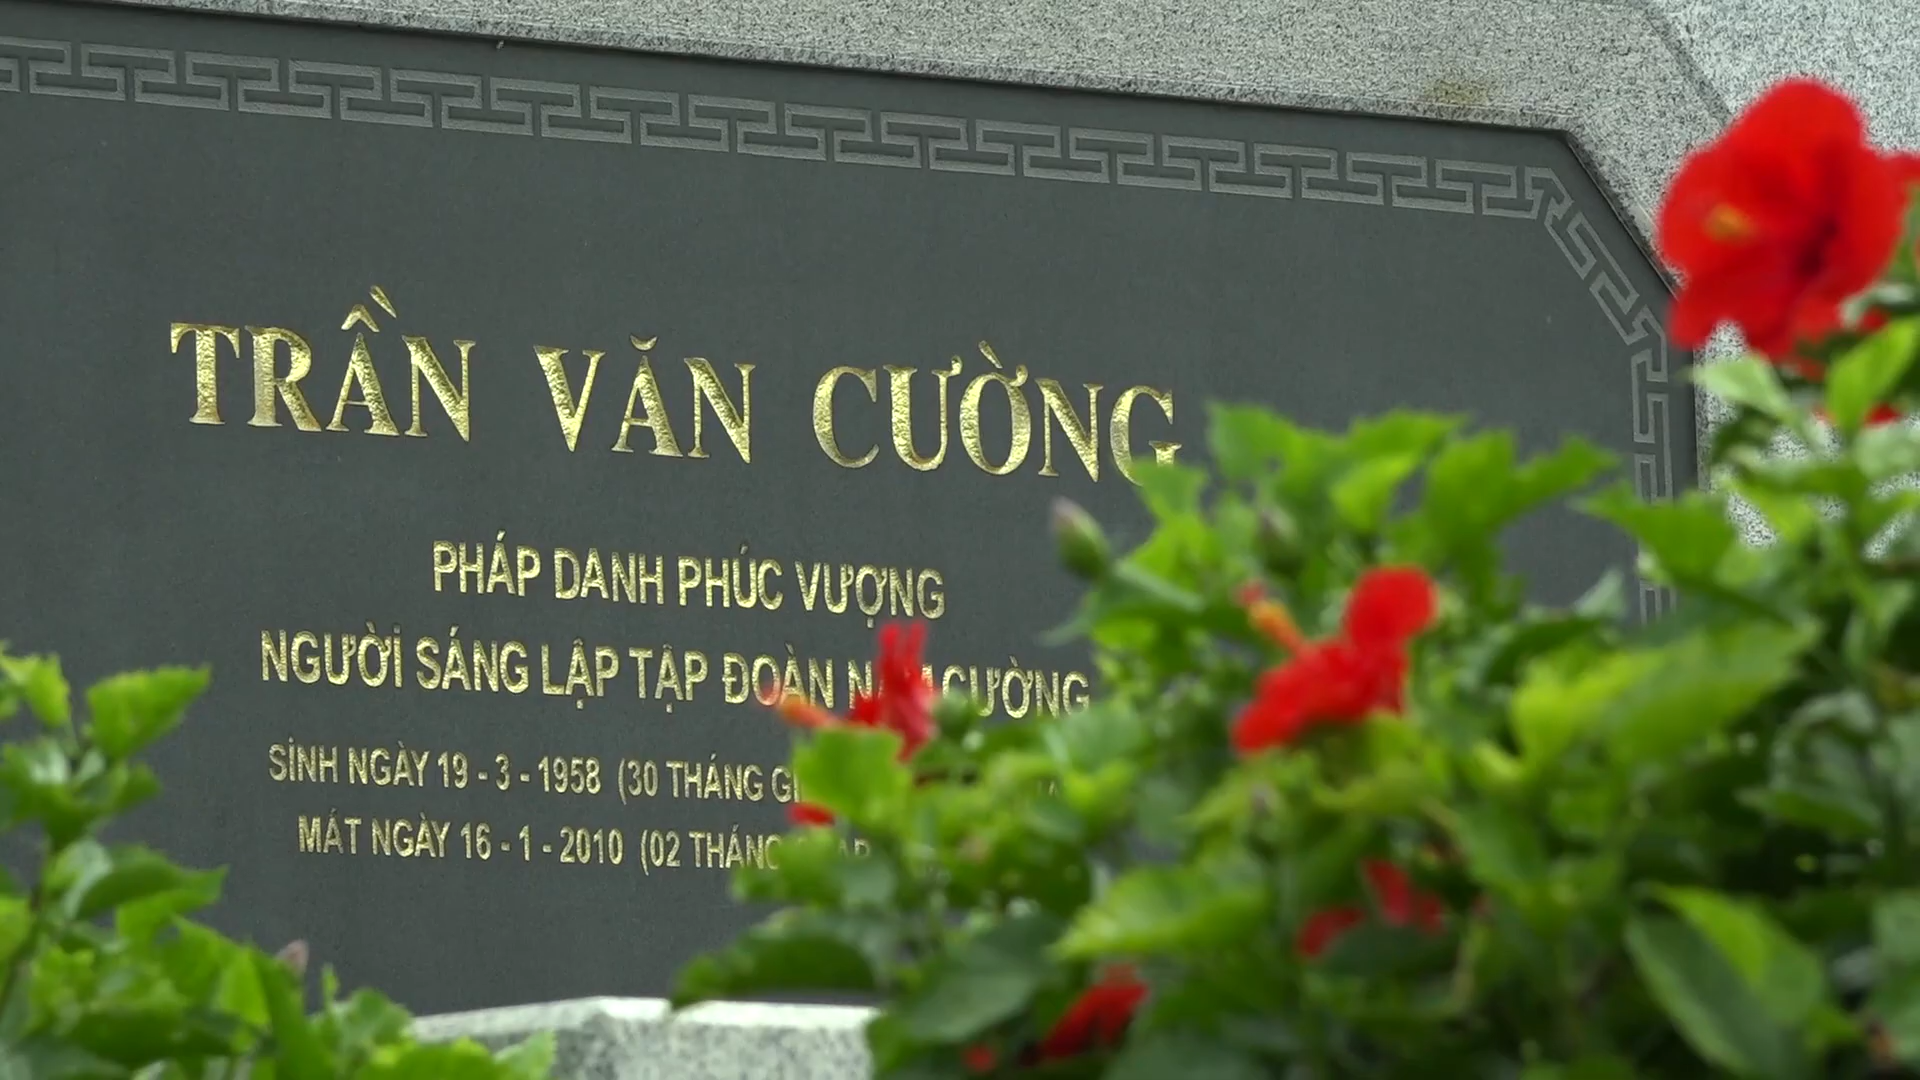 TRẦN VĂN CƯỜNG
PHÁP DANH PHÚC VƯỢNG
NGƯỜI SÁNG LẬP TẬP ĐOÀN CƯỜNG
SINH NGÀY 19 - 3 - 1958 (30 THÁNG
MẤT NGÀY 16 - 1 - 2010 (02 THÁNG